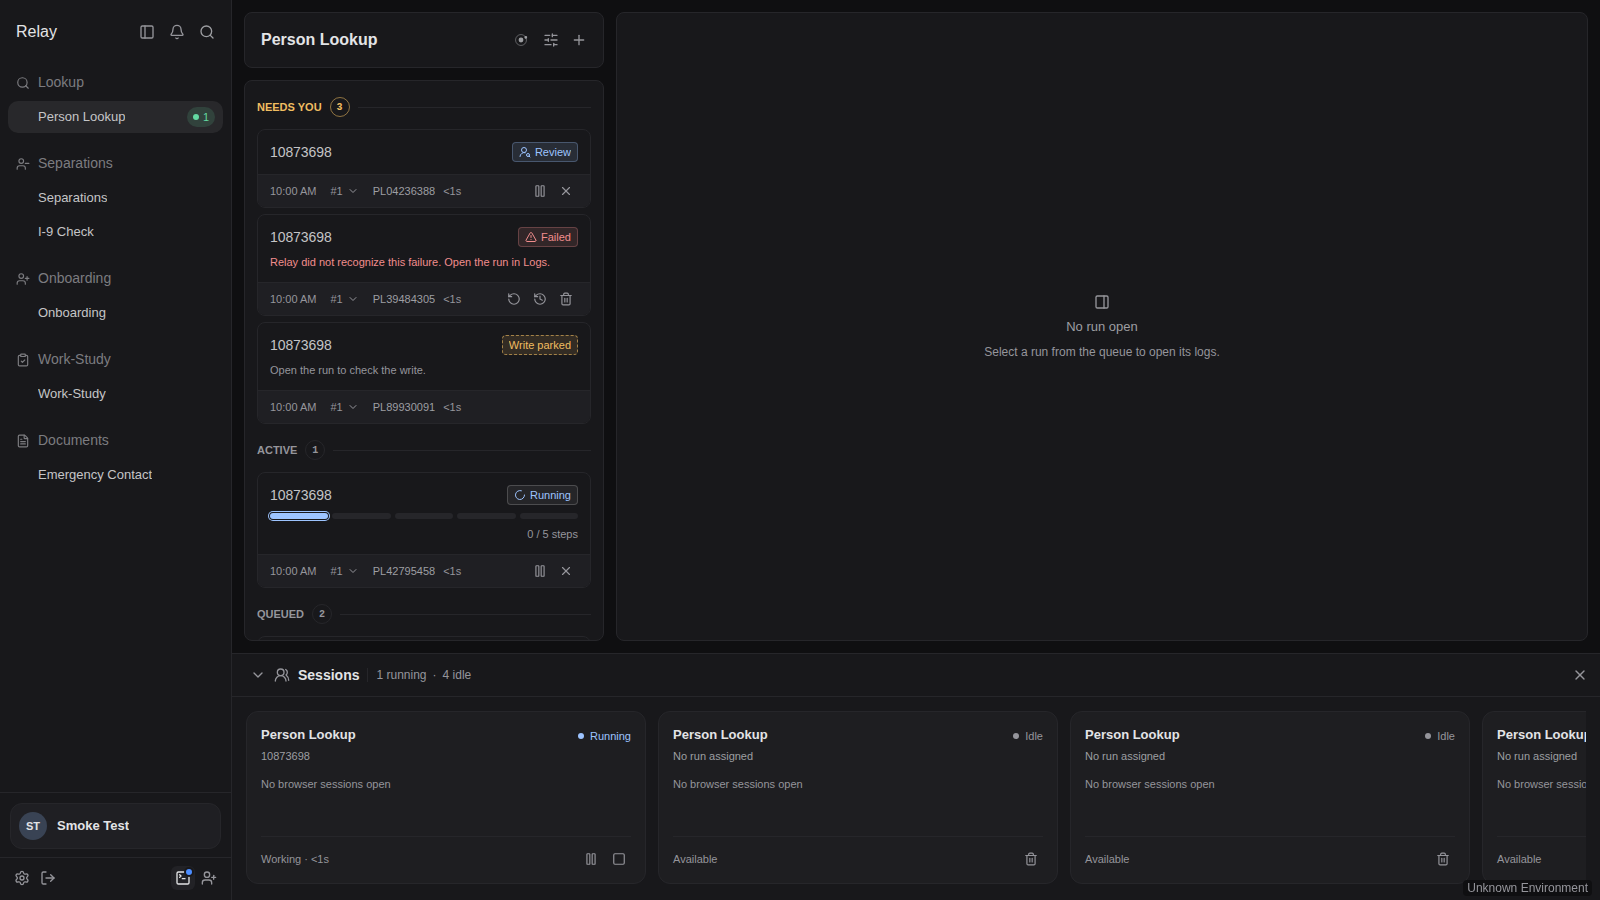 Relay
Lookup
Person Lookup
1
Separations
Separations
I-9 Check
Onboarding
Onboarding
Work-Study
Work-Study
Documents
Emergency Contact
ST
Smoke Test
Person Lookup
NEEDS YOU 3
10873698
Review
10:00 AM #1 PL04236388 <1s
10873698
Failed
Relay did not recognize this failure. Open the run in Logs.
10:00 AM #1 PL39484305 <1s
10873698
Write parked
Open the run to check the write.
10:00 AM #1 PL89930091 <1s
ACTIVE 1
10873698
Running
0 / 5 steps
10:00 AM #1 PL42795458 <1s
QUEUED 2
No run open
Select a run from the queue to open its logs.
Sessions
1 running · 4 idle
Person Lookup
Running
10873698
No browser sessions open
Working · <1s
Person Lookup
Idle
No run assigned
No browser sessions open
Available
Person Lookup
Idle
No run assigned
No browser sessions open
Available
Person Lookup
No run assigned
No browser
Available
Unknown Environment